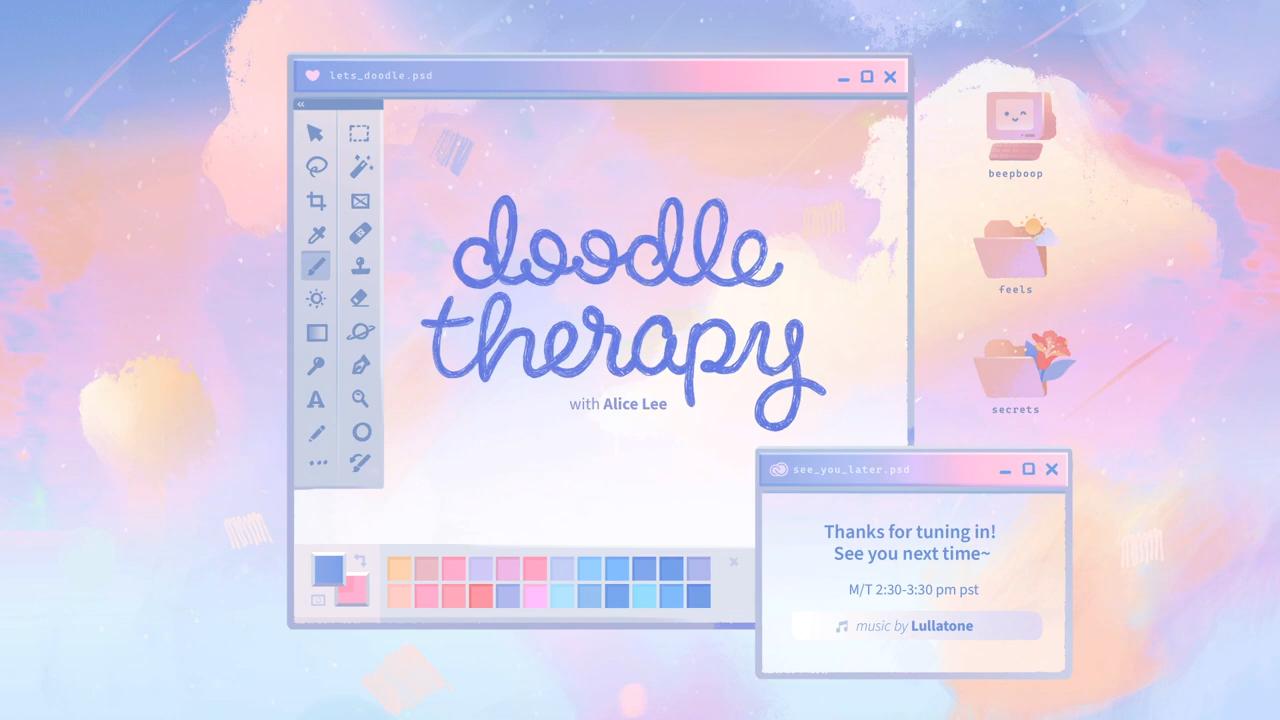 lets_doodle.psd
doodle
therapy
with Alice Lee
beepboop
feels
secrets
see_you_later.psd
Thanks for tuning in!
See you next time~
M/T 2:30-3:30 pm pst
music by Lullatone